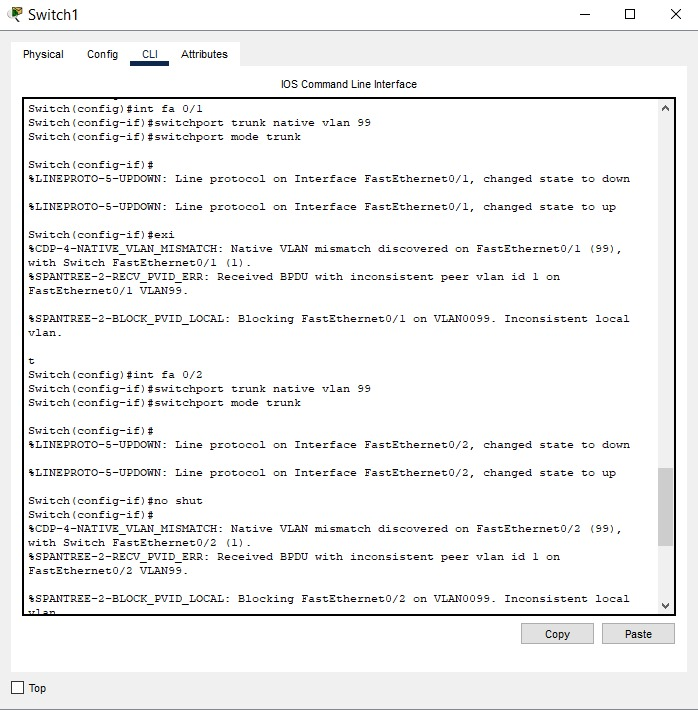 Switch1
Physical Config CLI Attributes
IOS Command Line Interface
Switch(config)#int fa 0/1
Switch(config-if)#switchport trunk native vlan 99
Switch(config-if)#switchport mode trunk
Switch(config-if)#
%LINEPROTO-5-UPDOWN: Line protocol on Interface FastEthernet0/1, changed state to down
%LINEPROTO-5-UPDOWN: Line protocol on Interface FastEthernet0/1, changed state to up
Switch(config-if)#exi
%CDP-4-NATIVE_VLAN_MISMATCH: Native VLAN mismatch discovered on FastEthernet0/1 (99),
with Switch FastEthernet0/1 (1).
%SPANTREE-2-RECV_PVID_ERR: Received BPDU with inconsistent peer vlan id 1 on
FastEthernet0/1 VLAN99.
%SPANTREE-2-BLOCK_PVID_LOCAL: Blocking FastEthernet0/1 on VLAN0099. Inconsistent local
vlan.
t
Switch(config)#int fa 0/2
Switch(config-if)#switchport trunk native vlan 99
Switch(config-if)#switchport mode trunk
Switch(config-if)#
%LINEPROTO-5-UPDOWN: Line protocol on Interface FastEthernet0/2, changed state to down
%LINEPROTO-5-UPDOWN: Line protocol on Interface FastEthernet0/2, changed state to up
Switch(config-if)#no shut
Switch(config-if)#
%CDP-4-NATIVE_VLAN_MISMATCH: Native VLAN mismatch discovered on FastEthernet0/2 (99),
with Switch FastEthernet0/2 (1).
%SPANTREE-2-RECV_PVID_ERR: Received BPDU with inconsistent peer vlan id 1 on
FastEthernet0/2 VLAN99.
%SPANTREE-2-BLOCK_PVID_LOCAL: Blocking FastEthernet0/2 on VLAN0099. Inconsistent local
vlan
Copy Paste
Top